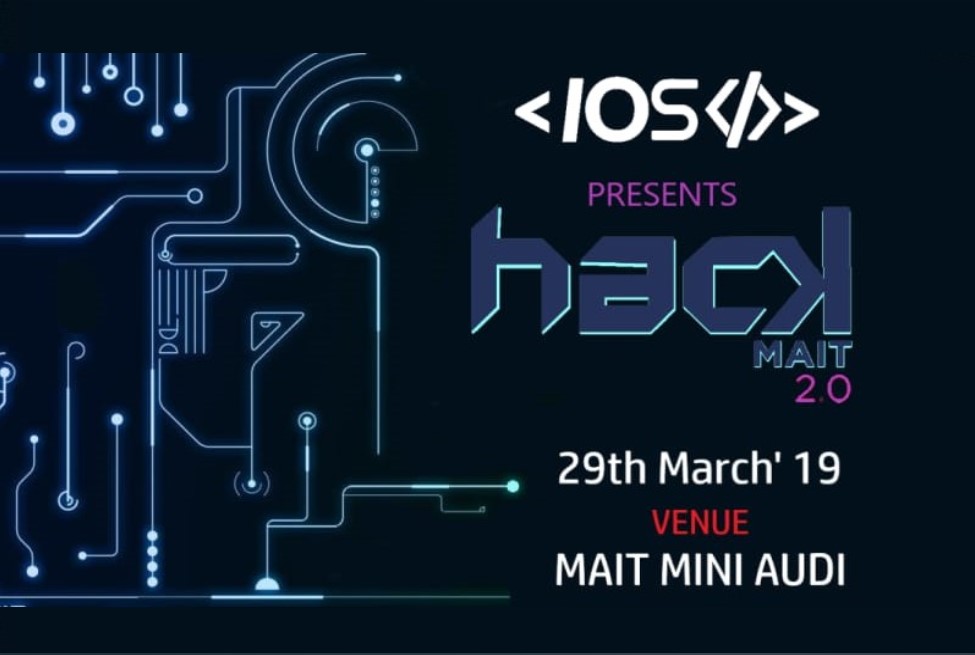 <IOS</>>
PRESENTS
hack
MAIT
2.0
29th March' 19
VENUE
MAIT MINI AUDI